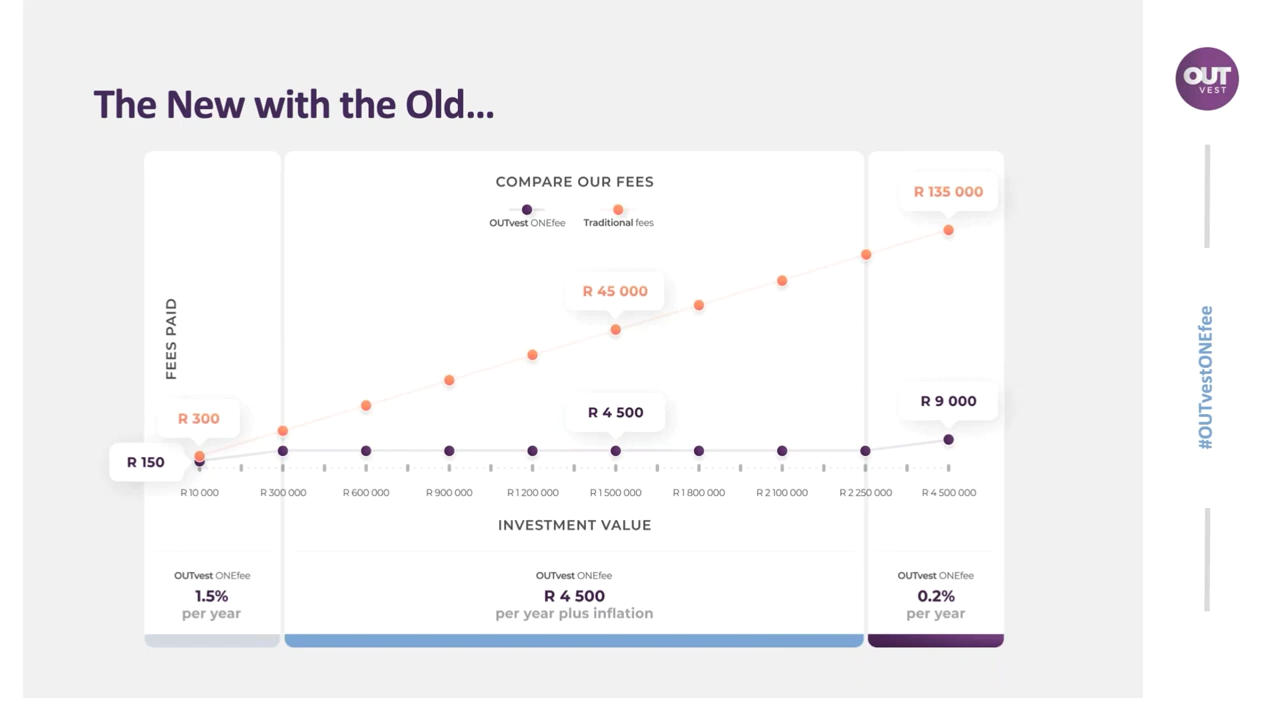 The New with the Old...
OUT
VEST
COMPARE OUR FEES
OUTvest ONEfee
Traditional fees
R 135 000
R 45 000
R 4 500
R 9 000
R 300
R 150
FEES PAID
R 10 000
R 300 000
R 600 000
R 900 000
R 1 200 000
R 1 500 000
R 1 800 000
R 2 100 000
R 2 250 000
R 4 500 000
INVESTMENT VALUE
OUTvest ONEfee
1.5%
per year
OUTvest ONEfee
R 4 500
per year plus inflation
OUTvest ONEfee
0.2%
per year
#OUTvestONEfee